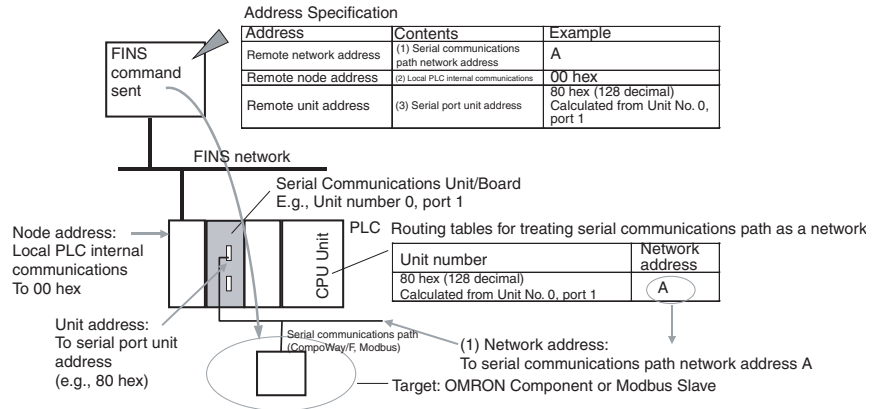 Address Specification
Address Contents Example
Remote network address (1) Serial communications path network address A
Remote node address (2) Local PLC internal communications 00 hex
Remote unit address (3) Serial port unit address 80 hex (128 decimal) Calculated from Unit No. 0, port 1
FINS
command
sent
FINS network
Serial Communications Unit/Board
E.g., Unit number 0, port 1
Node address:
Local PLC internal
communications
To 00 hex
CPU Unit
PLC
Routing tables for treating serial communications path as a network
Unit number Network address
80 hex (128 decimal)
Calculated from Unit No. 0, port 1 A
Unit address:
To serial port unit
address
(e.g., 80 hex)
Serial communications path
(CompoWay/F, Modbus)
(1) Network address:
To serial communications path network address A
Target: OMRON Component or Modbus Slave